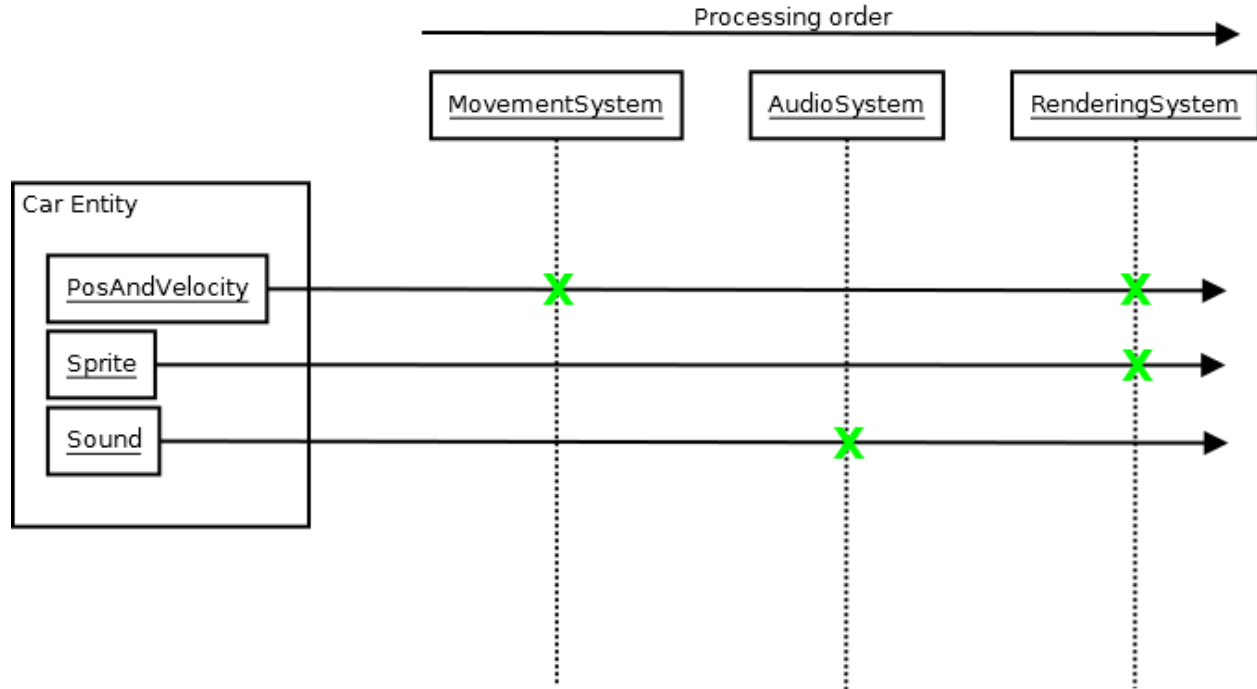 Processing order
MovementSystem
AudioSystem
RenderingSystem
Car Entity
PosAndVelocity
X
X
Sprite
X
Sound
X